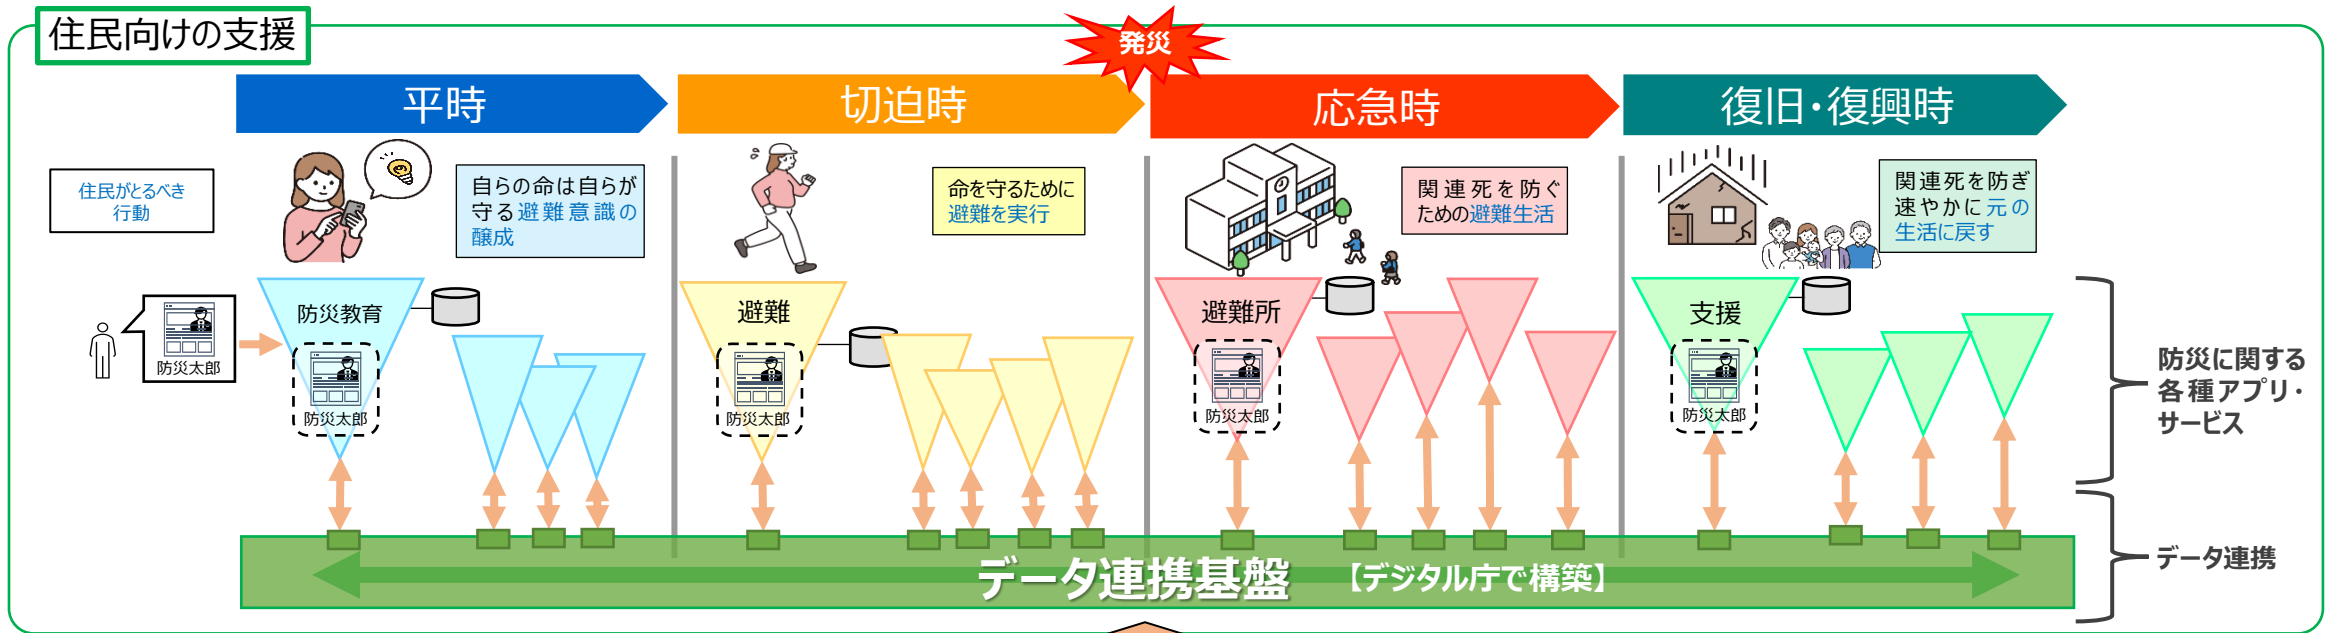 住民向けの支援
発災
平時
切迫時
応急時
復旧・復興時
住民がとるべき
行動
自らの命は自らが
守る避難意識の
醸成
命を守るために
避難を実行
関連死を防ぐ
ための避難生活
関連死を防ぎ
速やかに元の
生活に戻す
防災太郎
防災教育
防災太郎
避難
防災太郎
避難所
防災太郎
支援
防災太郎
防災に関する
各種アプリ・
サービス
データ連携基盤 【デジタル庁で構築】
データ連携